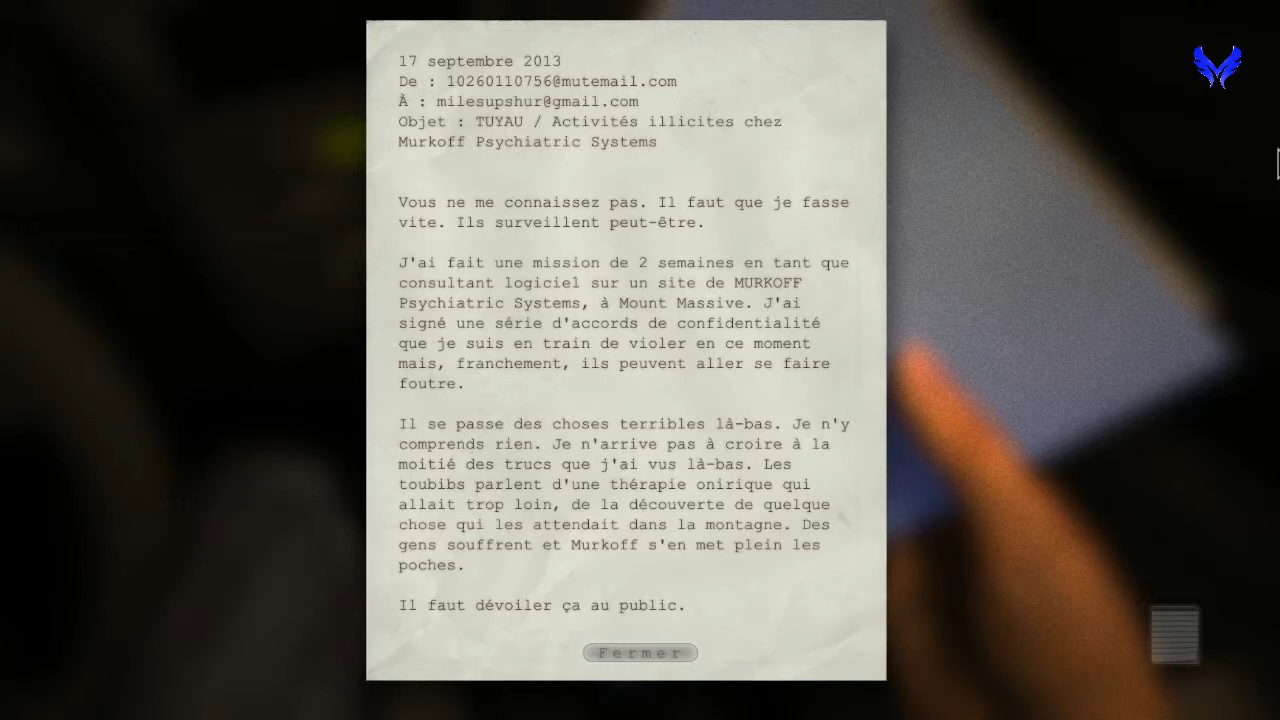 17 septembre 2013
De : 10260110756@mutemail.com
À : milesupshur@gmail.com
Objet : TUYAU / Activités illicites chez
Murkoff Psychiatric Systems
Vous ne me connaissez pas. Il faut que je fasse
vite. Ils surveillent peut-être.
J'ai fait une mission de 2 semaines en tant que
consultant logiciel sur un site de MURKOFF
Psychiatric Systems, à Mount Massive. J'ai
signé une série d'accords de confidentialité
que je suis en train de violer en ce moment
mais, franchement, ils peuvent aller se faire
foutre.
Il se passe des choses terribles là-bas. Je n'y
comprends rien. Je n'arrive pas à croire à la
moitié des trucs que j'ai vus là-bas. Les
toubibs parlent d'une thérapie onirique qui
allait trop loin, de la découverte de quelque
chose qui les attendait dans la montagne. Des
gens souffrent et Murkoff s'en met plein les
poches.
Il faut dévoiler ça au public.
Fermer